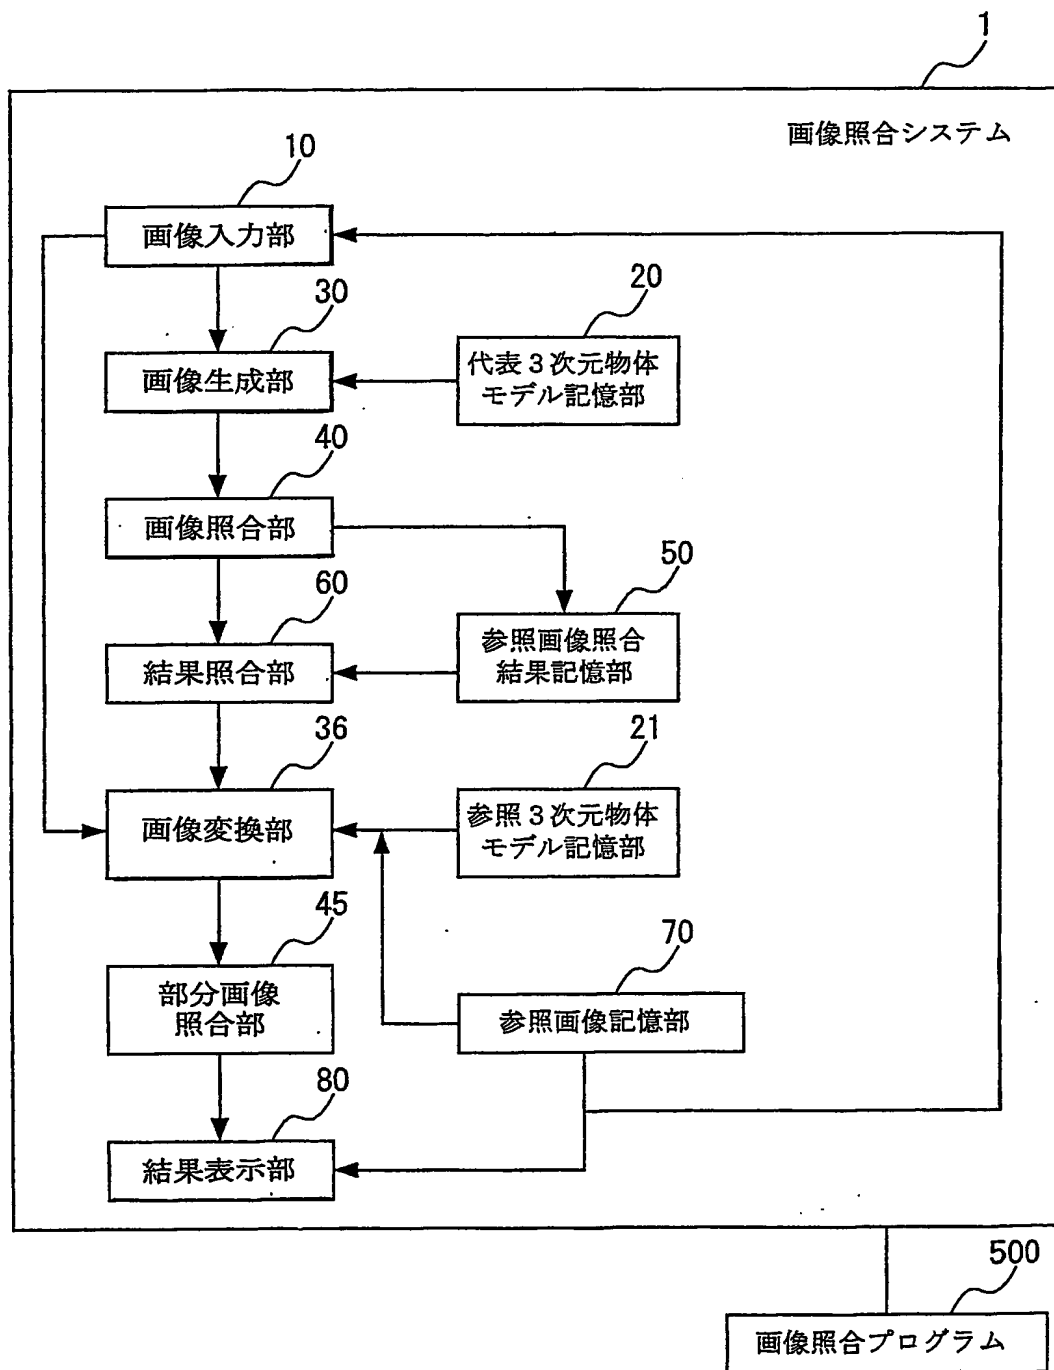 1
画像照合システム
10
画像入力部
30
画像生成部
20
代表3次元物体
モデル記憶部
40
画像照合部
50
参照画像照合
結果記憶部
60
結果照合部
36
画像変換部
21
参照3次元物体
モデル記憶部
45
部分画像
照合部
70
参照画像記憶部
80
結果表示部
500
画像照合プログラム